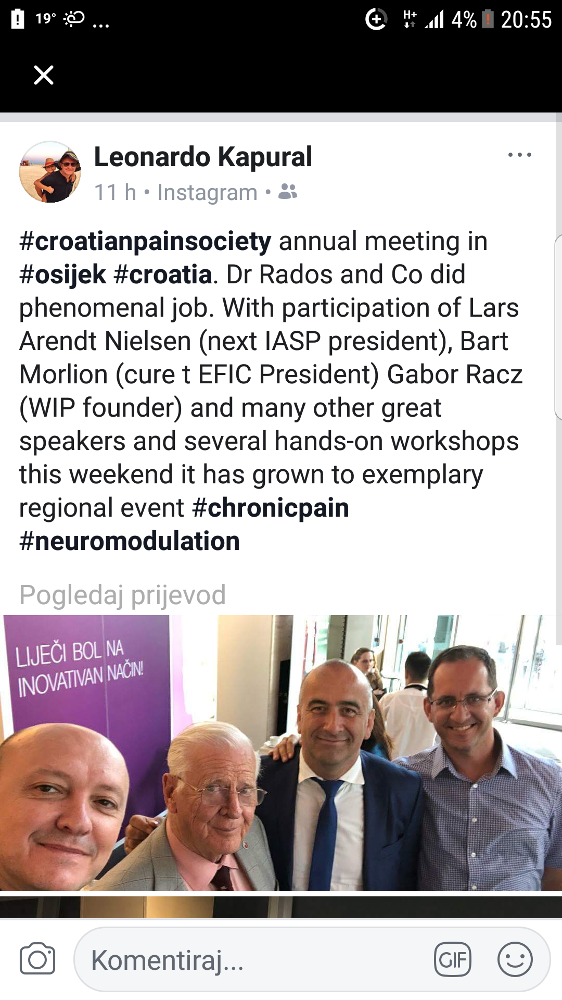 19°
...
H+
4%
20:55
Leonardo Kapural
11 h • Instagram •
#croatianpainsociety annual meeting in
#osijek #croatia. Dr Rados and Co did
phenomenal job. With participation of Lars
Arendt Nielsen (next IASP president), Bart
Morlion (cure t EFIC President) Gabor Racz
(WIP founder) and many other great
speakers and several hands-on workshops
this weekend it has grown to exemplary
regional event #chronicpain
#neuromodulation
Pogledaj prijevod
LIJEČI BOL NA
INOVATIVAN NAČIN!
Komentiraj...
GIF